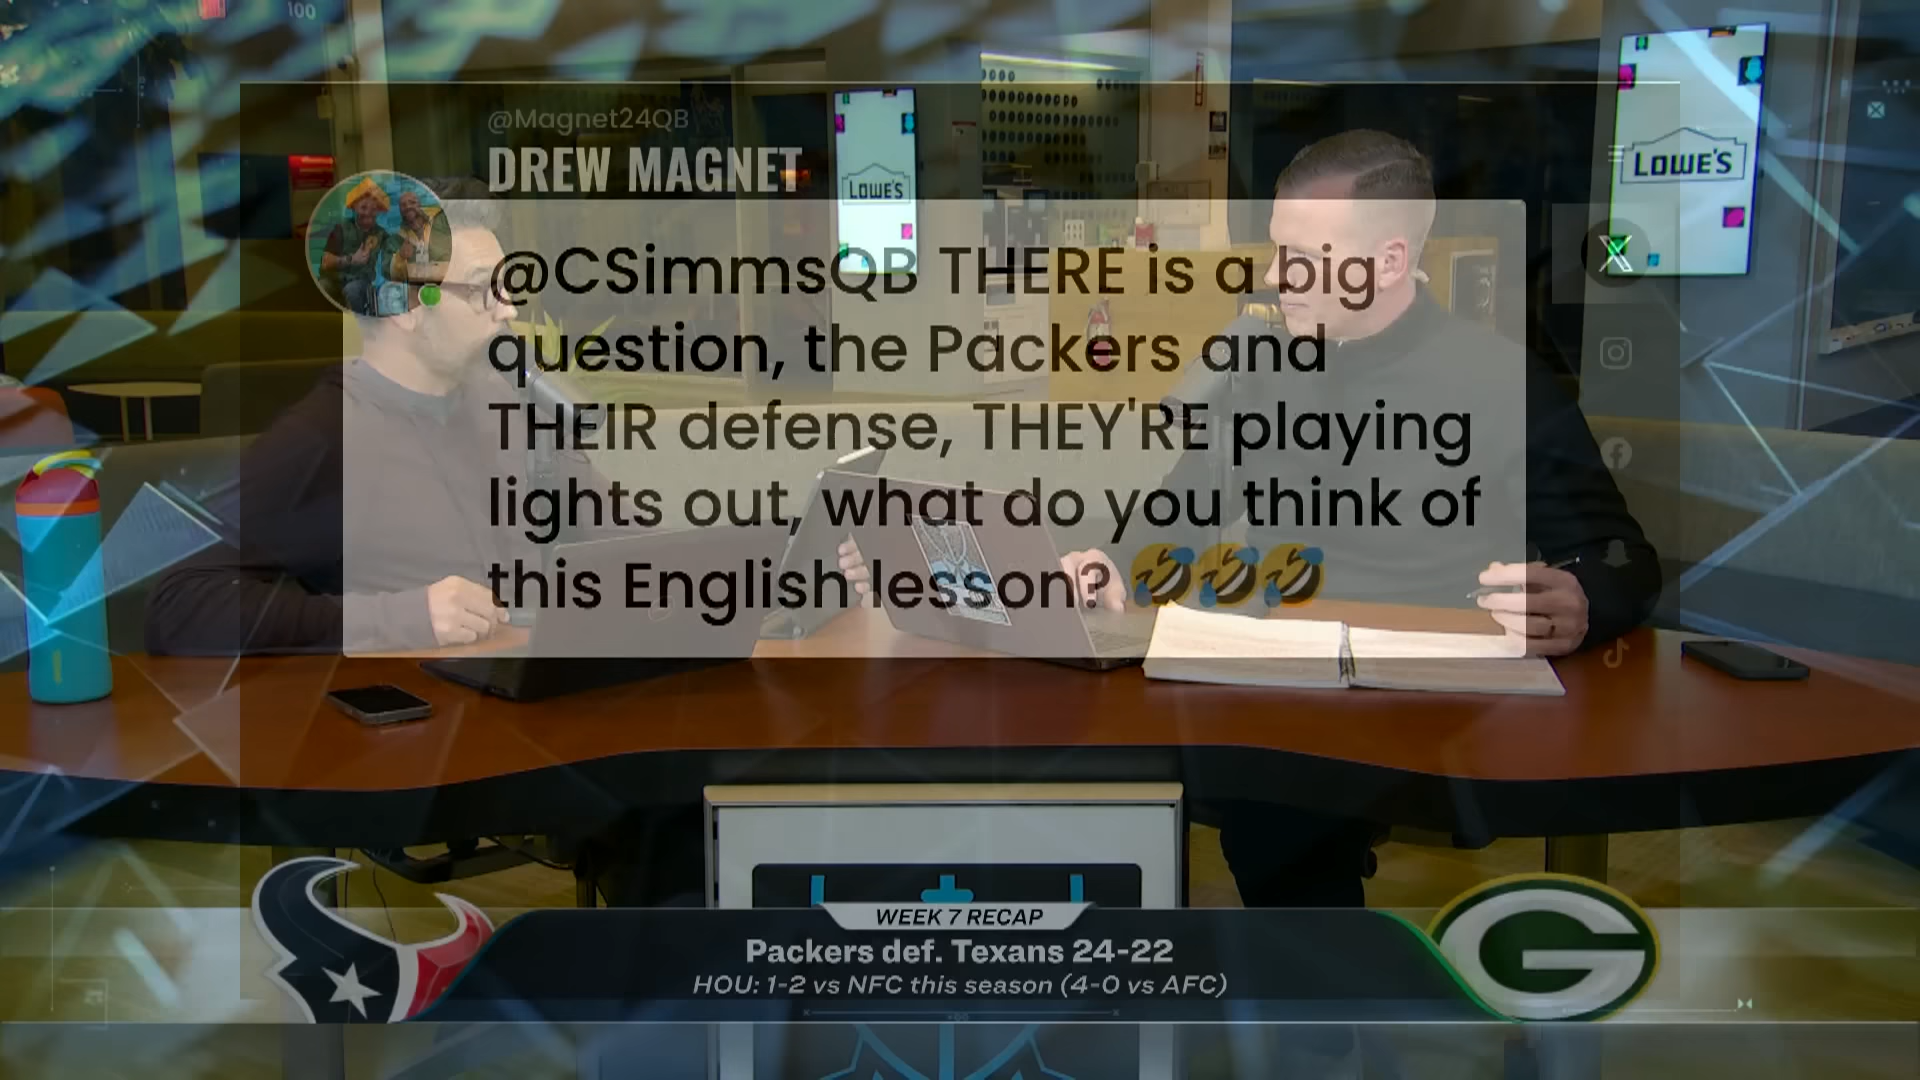 100
@Magnet24QB
DREW MAGNET
LOWE'S
LOWE'S
@CSimmsQB THERE is a big
question, the Packers and
THEIR defense, THEY'RE playing
lights out, what do you think of
this English lesson? 🤣🤣🤣
WEEK 7 RECAP
Packers def. Texans 24-22
HOU: 1-2 vs NFC this season (4-0 vs AFC)
G